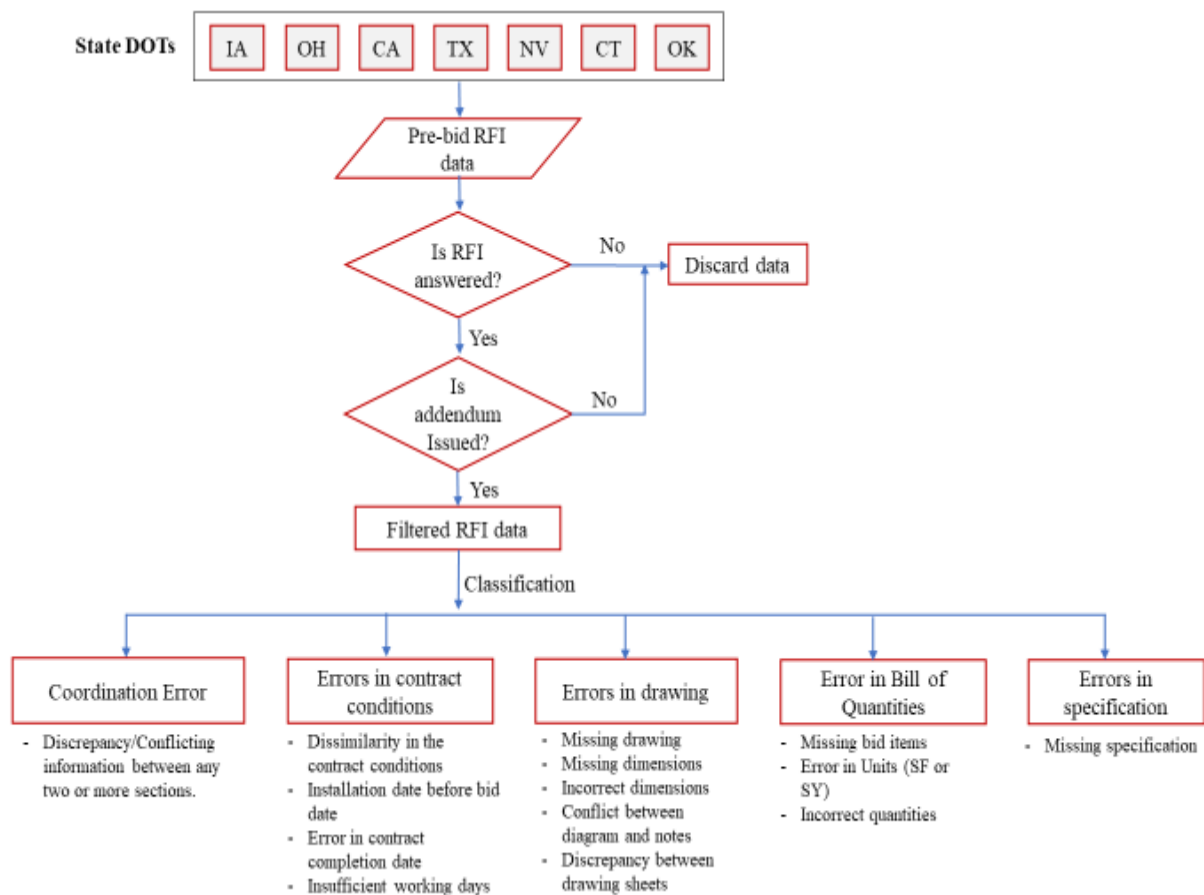 State DOTs
IA OH CA TX NV CT OK
Pre-bid RFI
data
Is RFI
answered?
No
Discard data
Yes
Is
addendum
Issued?
No
Yes
Filtered RFI data
Classification
Coordination Error
- Discrepancy/Conflicting
information between any
two or more sections.
Errors in contract
conditions
- Dissimilarity in the
contract conditions
- Installation date before bid
date
- Error in contract
completion date
- Insufficient working days
Errors in drawing
- Missing drawing
- Missing dimensions
- Incorrect dimensions
- Conflict between
diagram and notes
- Discrepancy between
drawing sheets
Error in Bill of
Quantities
- Missing bid items
- Error in Units (SF or
SY)
- Incorrect quantities
Errors in
specification
- Missing specification